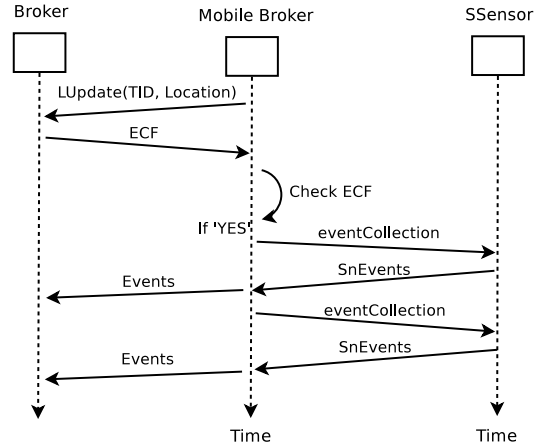 Broker
Mobile Broker
SSensor
LUpdate(TID, Location)
ECF
Check ECF
If 'YES'
eventCollection
SnEvents
Events
eventCollection
SnEvents
Events
Time
Time